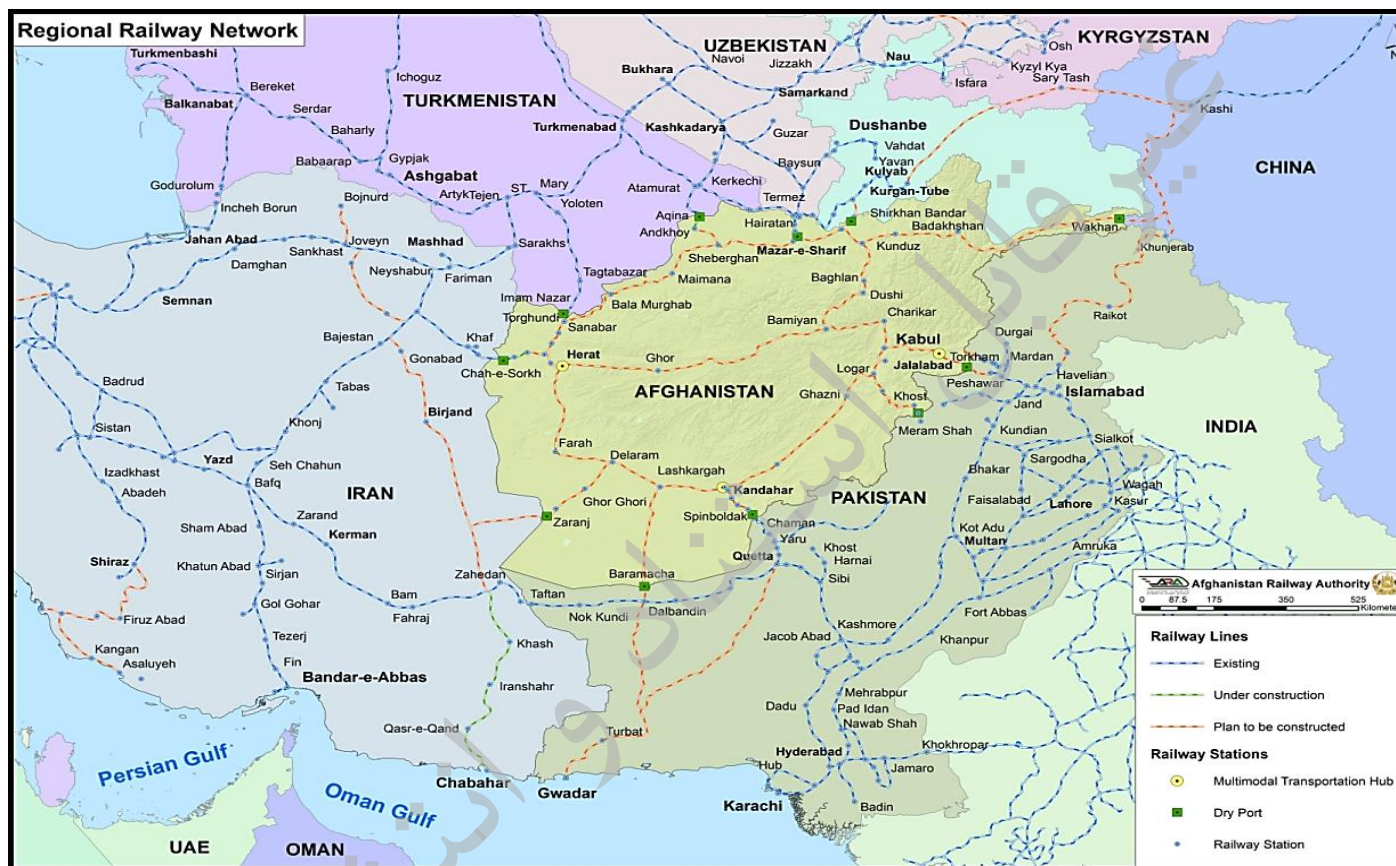 Regional Railway Network
UZBEKISTAN
KYRGYZSTAN
Turkmenbashi
Navoi
Jizzakh
Nau
Osh
Kyzyl Kya
Sary Tash
Isfara
Ichoguz
Bukhara
Bereket
Balkanabat
TURKMENISTAN
Samarkand
Kashi
Serdar
Baharly
Turkmenabad
Kashkadarya
Guzar
Dushanbe
Vahdat
CHINA
Babaarap
Gypjak
Ashgabat
Baysun
Yavan
Kulyab
Godurolum
Bojnurd
Artyk
Tejen
ST.
Mary
Atamurat
Kerkechi
Termez
Kurgan-Tube
Incheh Borun
Yoloten
Aqina
Hairatan
Shirkhan Bandar
Andkhoy
Badakhshan
Wakhan
Jahan Abad
Joveyn
Mashhad
Sarakhs
Mazar-e-Sharif
Kunduz
Khunjerab
Sankhast
Damghan
Neyshabur
Fariman
Sheberghan
Tagtabazar
Maimana
Baghlan
Semnan
Imam Nazar
Bala Murghab
Dushi
Torghundi
Sanabar
Bamiyan
Charikar
Raikot
Bajestan
Khaf
Kabul
Durgai
Gonabad
Herat
Ghor
Jalalabad
Torkham
Mardan
Chah-e-Sorkh
Logar
Peshawar
Havelian
Badrud
Tabas
AFGHANISTAN
Ghazni
Khost
Islamabad
Birjand
Jand
Meram Shah
INDIA
Sistan
Khonj
Kundian
Sialkot
Farah
Yazd
Seh Chahun
Delaram
Lashkargah
Sargodha
Izadkhast
Bafq
Bhakar
Abadeh
IRAN
Kandahar
PAKISTAN
Wagah
Ghor Ghori
Faisalabad
Lahore
Kasur
Zarand
Zaranj
Spinboldak
Chaman
Sham Abad
Kerman
Yaru
Kot Adu
Multan
Quetta
Khost
Amruka
Shiraz
Khatun Abad
Harnai
Sirjan
Zahedan
Baramacha
Sibi
Bam
Taftan
Gol Gohar
Fahraj
Nok Kundi
Dalbandin
Fort Abbas
Firuz Abad
Kashmore
Tezerj
Khash
Jacob Abad
Khanpur
Kangan
Asaluyeh
Fin
Bandar-e-Abbas
Iranshahr
Mehrabpur
Dadu
Pad Idan
Nawab Shah
Qasr-e-Qand
Turbat
Hyderabad
Khokhropar
Persian Gulf
Hub
Jamaro
Chabahar
Gwadar
Oman Gulf
Karachi
Badin
UAE
OMAN
Afghanistan Railway Authority
0 87.5 175 350 525
Railway Lines
Existing
Under construction
Plan to be constructed
Railway Stations
Multimodal Transportation Hub
Dry Port
Railway Station